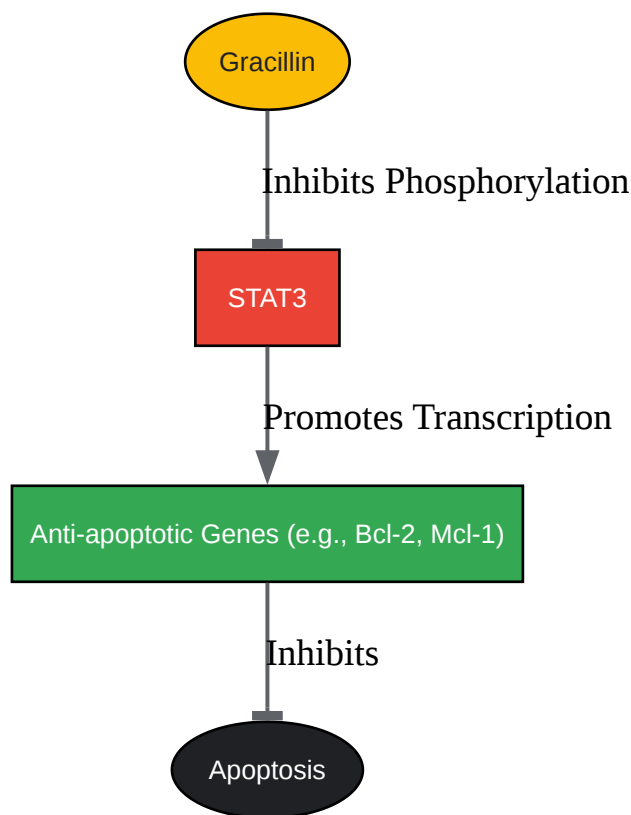 Gracillin
Inhibits Phosphorylation
STAT3
Promotes Transcription
Anti-apoptotic Genes (e.g., Bcl-2, Mcl-1)
Inhibits
Apoptosis